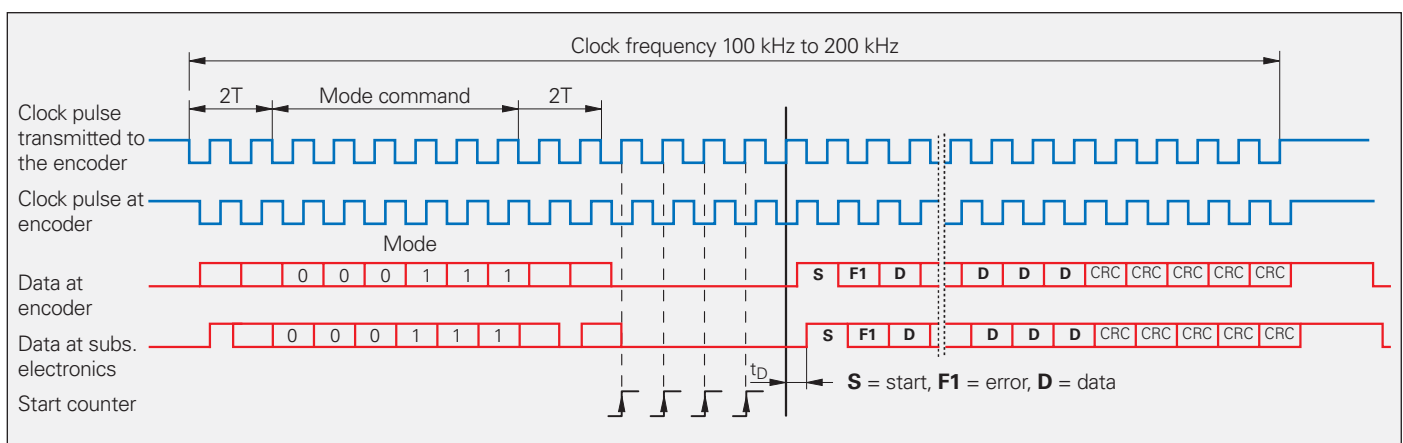 Clock frequency 100 kHz to 200 kHz
2T Mode command 2T
Clock pulse
transmitted to
the encoder
Clock pulse at
encoder
Mode
Data at
encoder
0 0 0 1 1 1
S F1 D D D D CRC CRC CRC CRC CRC
Data at subs.
electronics
0 0 0 1 1 1
S F1 D D D D CRC CRC CRC CRC CRC
tD
S = start, F1 = error, D = data
Start counter